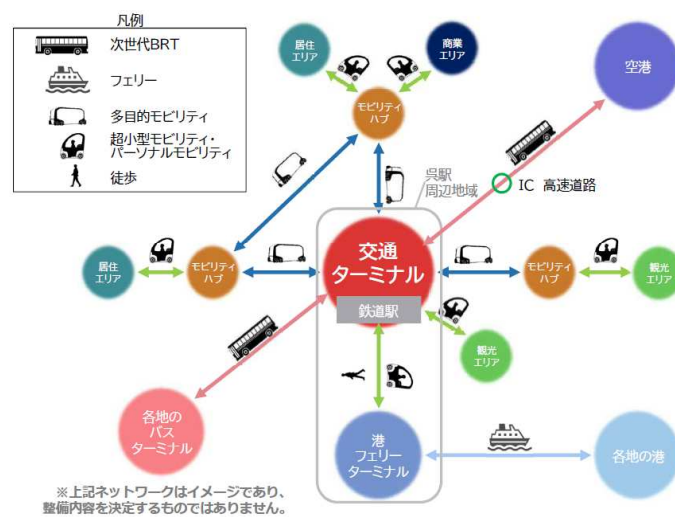 凡例
次世代BRT
フェリー
多目的モビリティ
超小型モビリティ・
パーソナルモビリティ
徒歩
居住
エリア
商業
エリア
モビリティ
ハブ
空港
呉駅
周辺地域
IC 高速道路
交通
ターミナル
鉄道駅
居住
エリア
モビリティ
ハブ
モビリティ
ハブ
観光
エリア
観光
エリア
各地の
バス
ターミナル
港
フェリー
ターミナル
各地の港
※上記ネットワークはイメージであり、
整備内容を決定するものではありません。